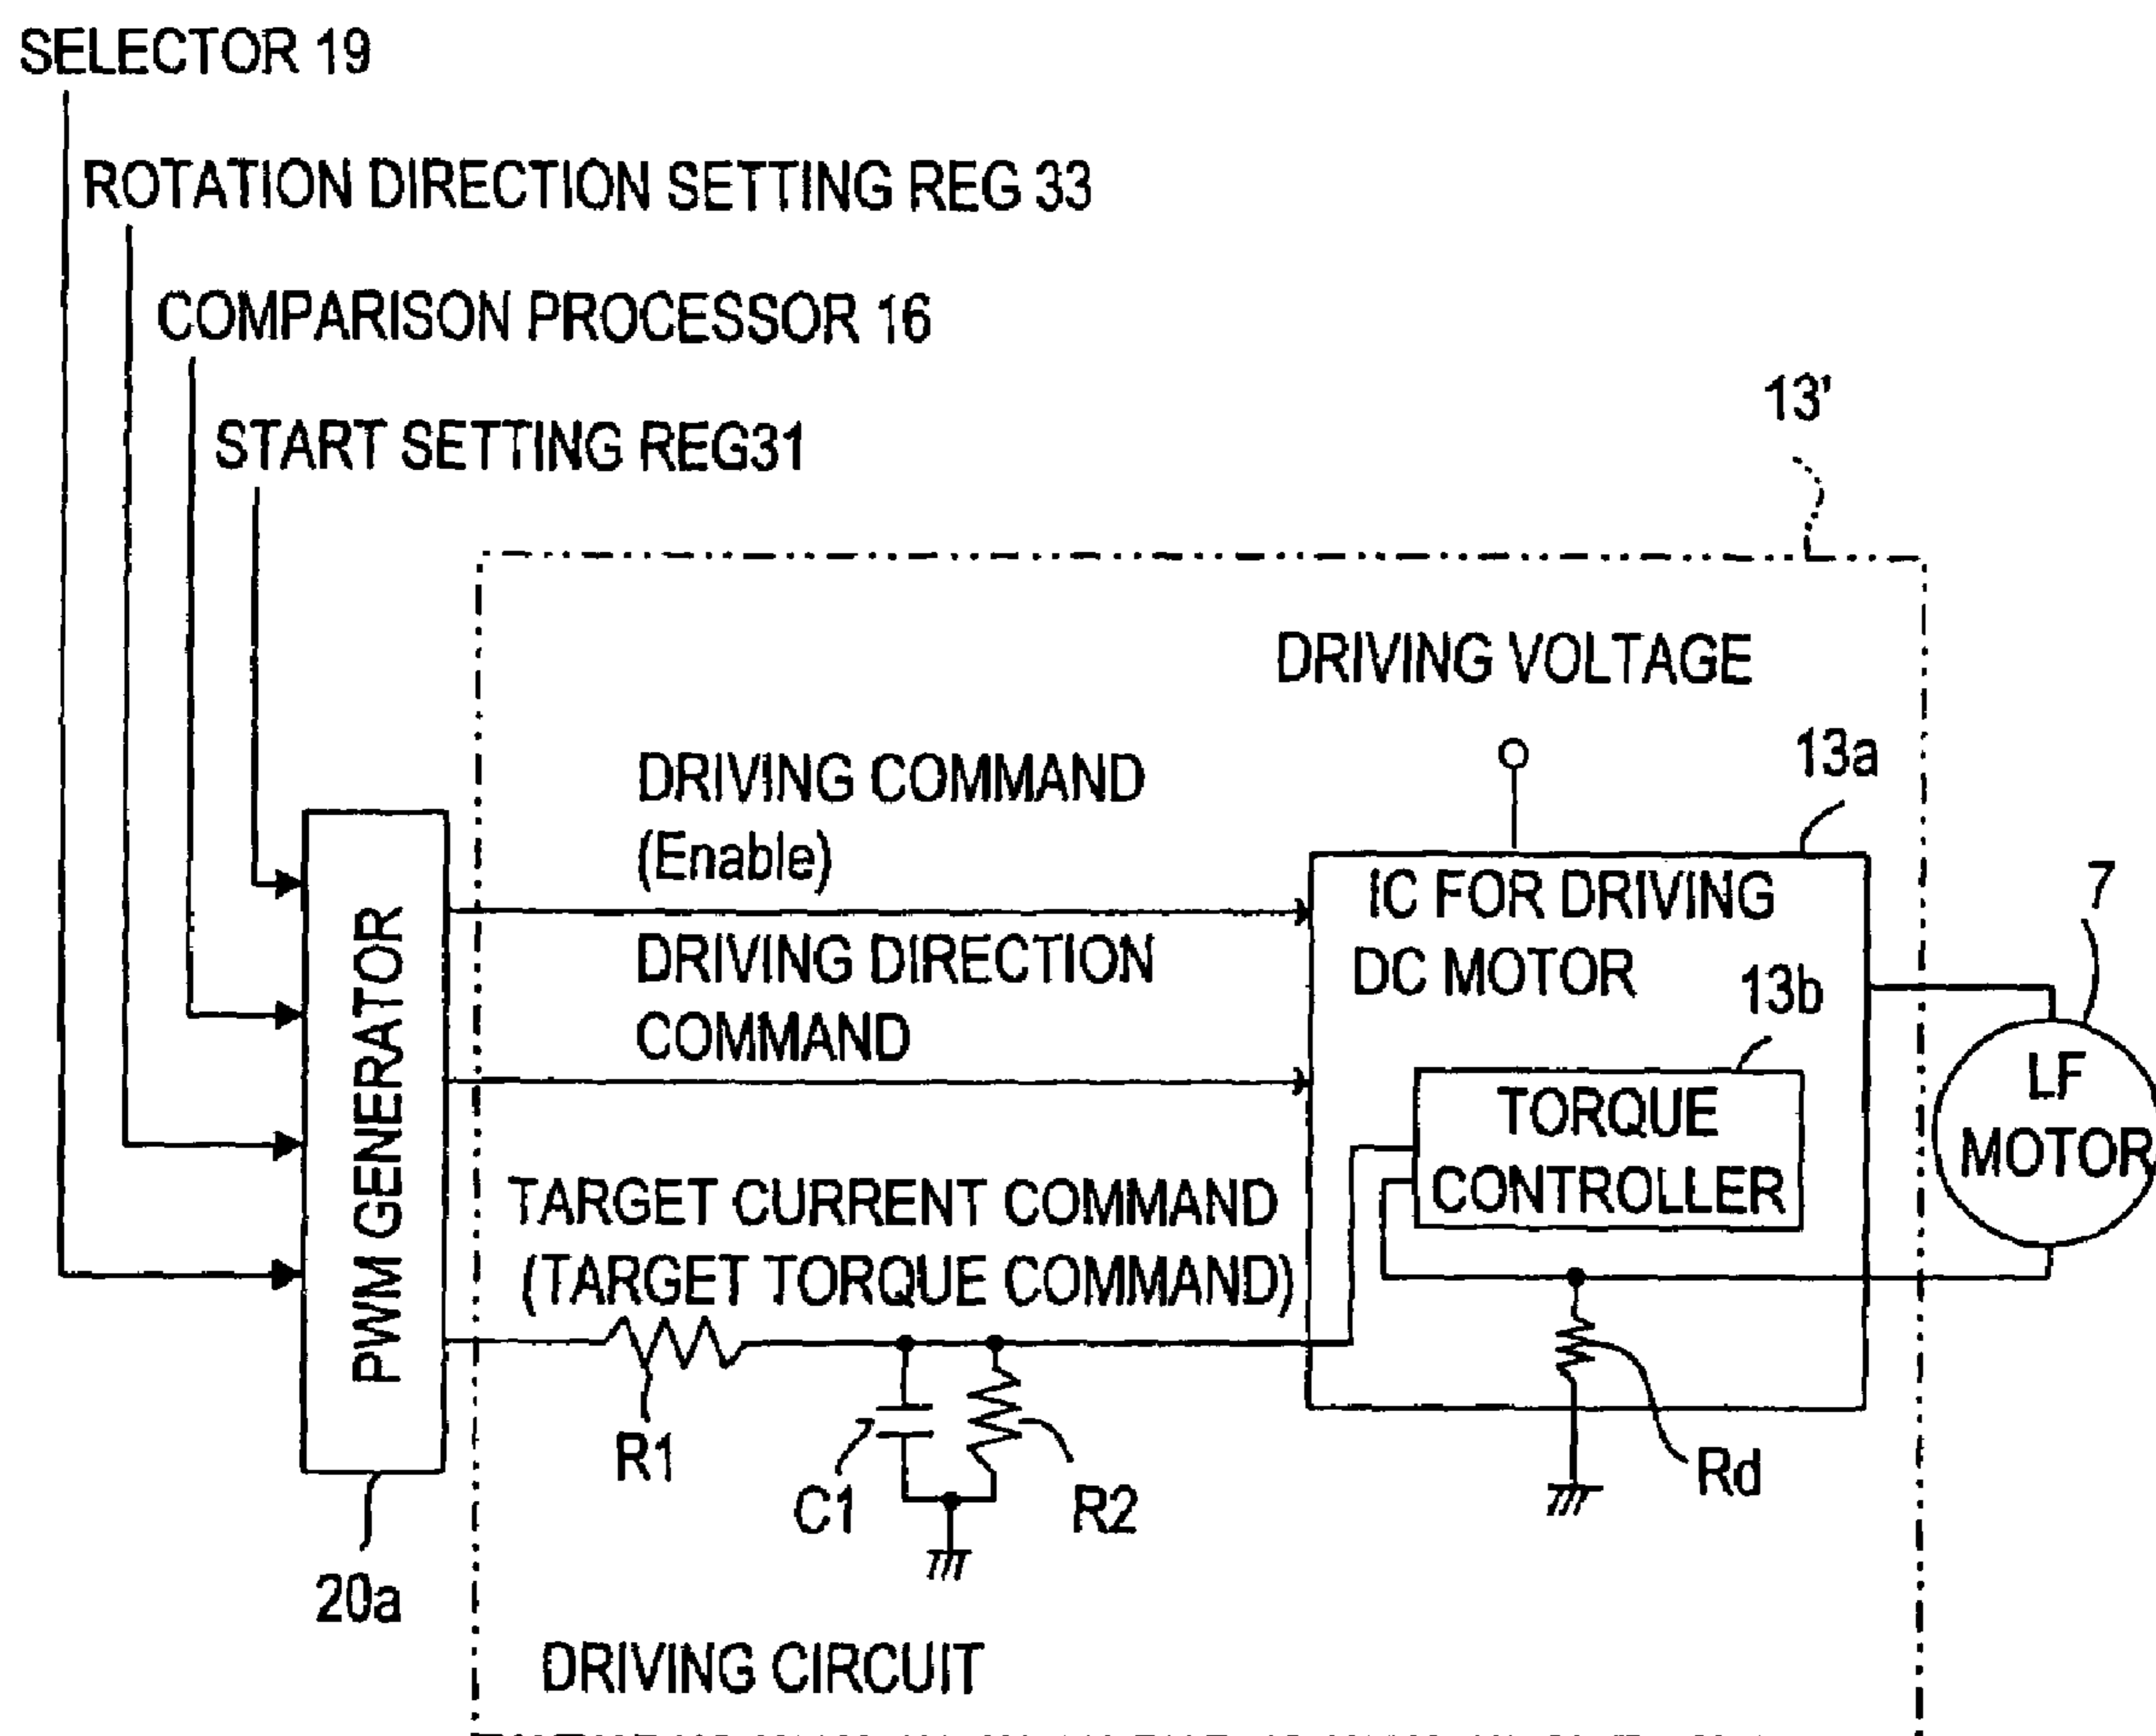 SELECTOR 19
ROTATION DIRECTION SETTING REG 33
COMPARISON PROCESSOR 16
START SETTING REG31
13'
DRIVING VOLTAGE
13a
DRIVING COMMAND
(Enable)
IC FOR DRIVING
DC MOTOR
7
DRIVING DIRECTION
COMMAND
13b
PWM GENERATOR
TORQUE
CONTROLLER
LF
MOTOR
TARGET CURRENT COMMAND
(TARGET TORQUE COMMAND)
R1
C1
R2
Rd
20a
DRIVING CIRCUIT